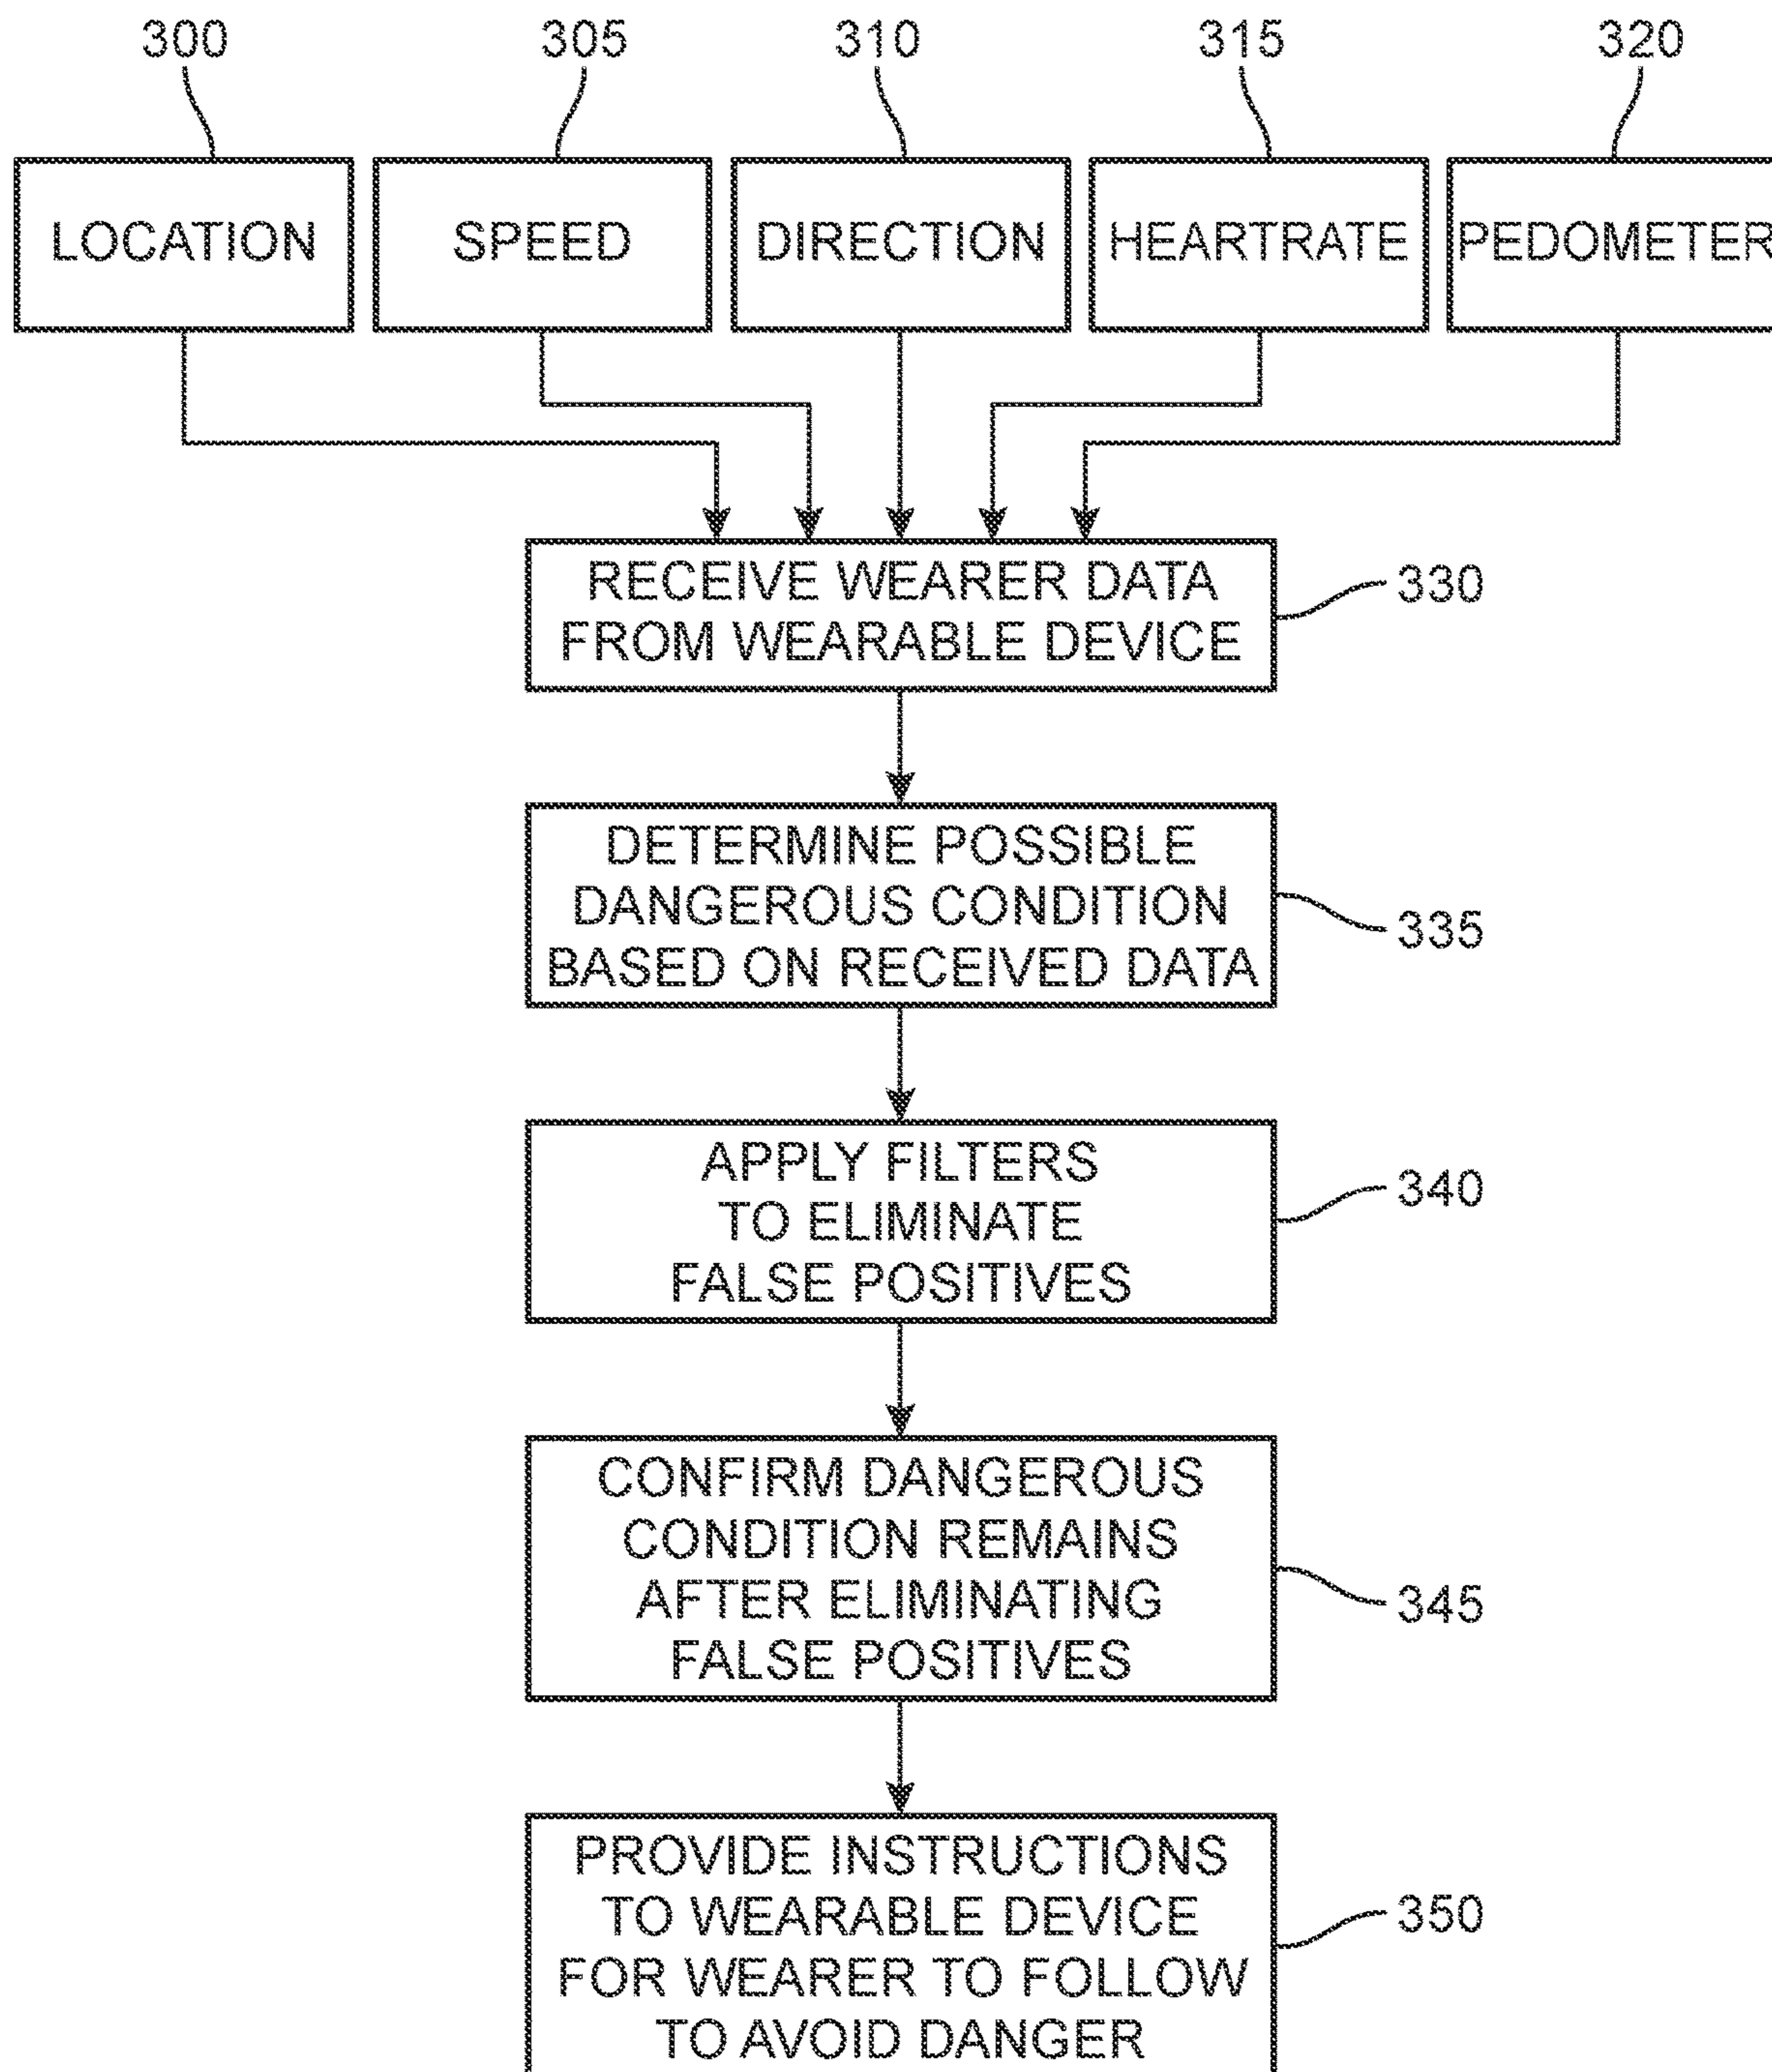 300 305 310 315 320
LOCATION SPEED DIRECTION HEARTRATE PEDOMETER
RECEIVE WEARER DATA
FROM WEARABLE DEVICE
330
DETERMINE POSSIBLE
DANGEROUS CONDITION
BASED ON RECEIVED DATA
335
APPLY FILTERS
TO ELIMINATE
FALSE POSITIVES
340
CONFIRM DANGEROUS
CONDITION REMAINS
AFTER ELIMINATING
FALSE POSITIVES
345
PROVIDE INSTRUCTIONS
TO WEARABLE DEVICE
FOR WEARER TO FOLLOW
TO AVOID DANGER
350